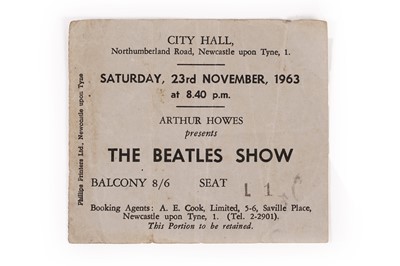 CITY HALL,
Northumberland Road, Newcastle upon Tyne, 1.
SATURDAY, 23rd NOVEMBER, 1963
at 8.40 p.m.
ARTHUR HOWES
presents
THE BEATLES SHOW
BALCONY 8/6 SEAT L 1
Booking Agents: A. E. Cook, Limited, 5-6, Saville Place,
Newcastle upon Tyne, 1. (Tel. 2-2901).
This Portion to be retained.
Phillips Printers Ltd., Newcastle upon Tyne